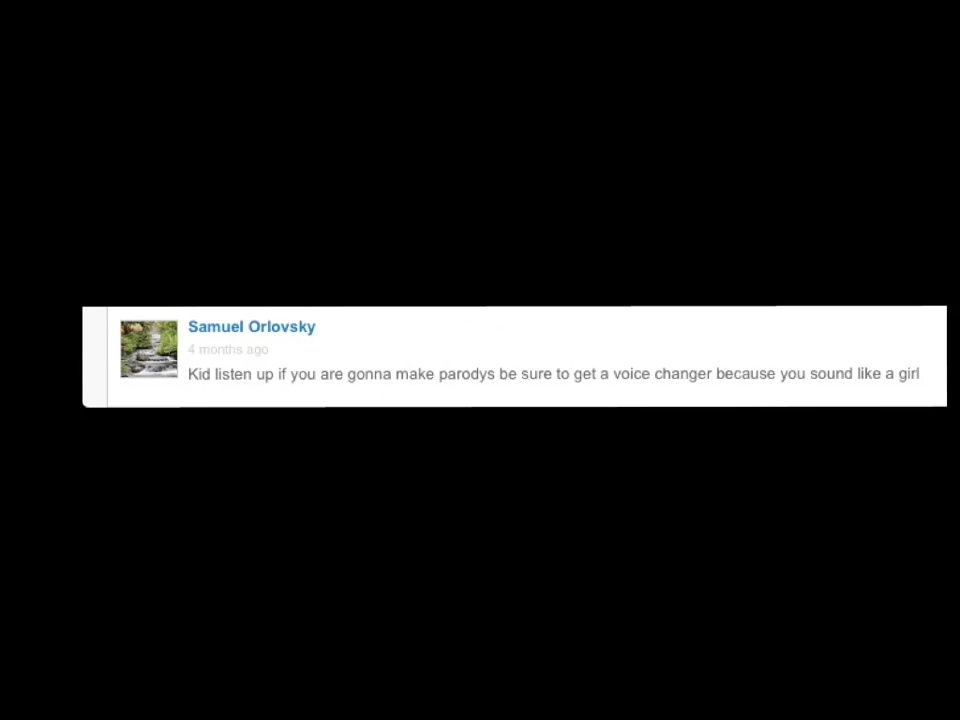 Samuel Orlovsky
4 months ago
Kid listen up if you are gonna make parodys be sure to get a voice changer because you sound like a girl